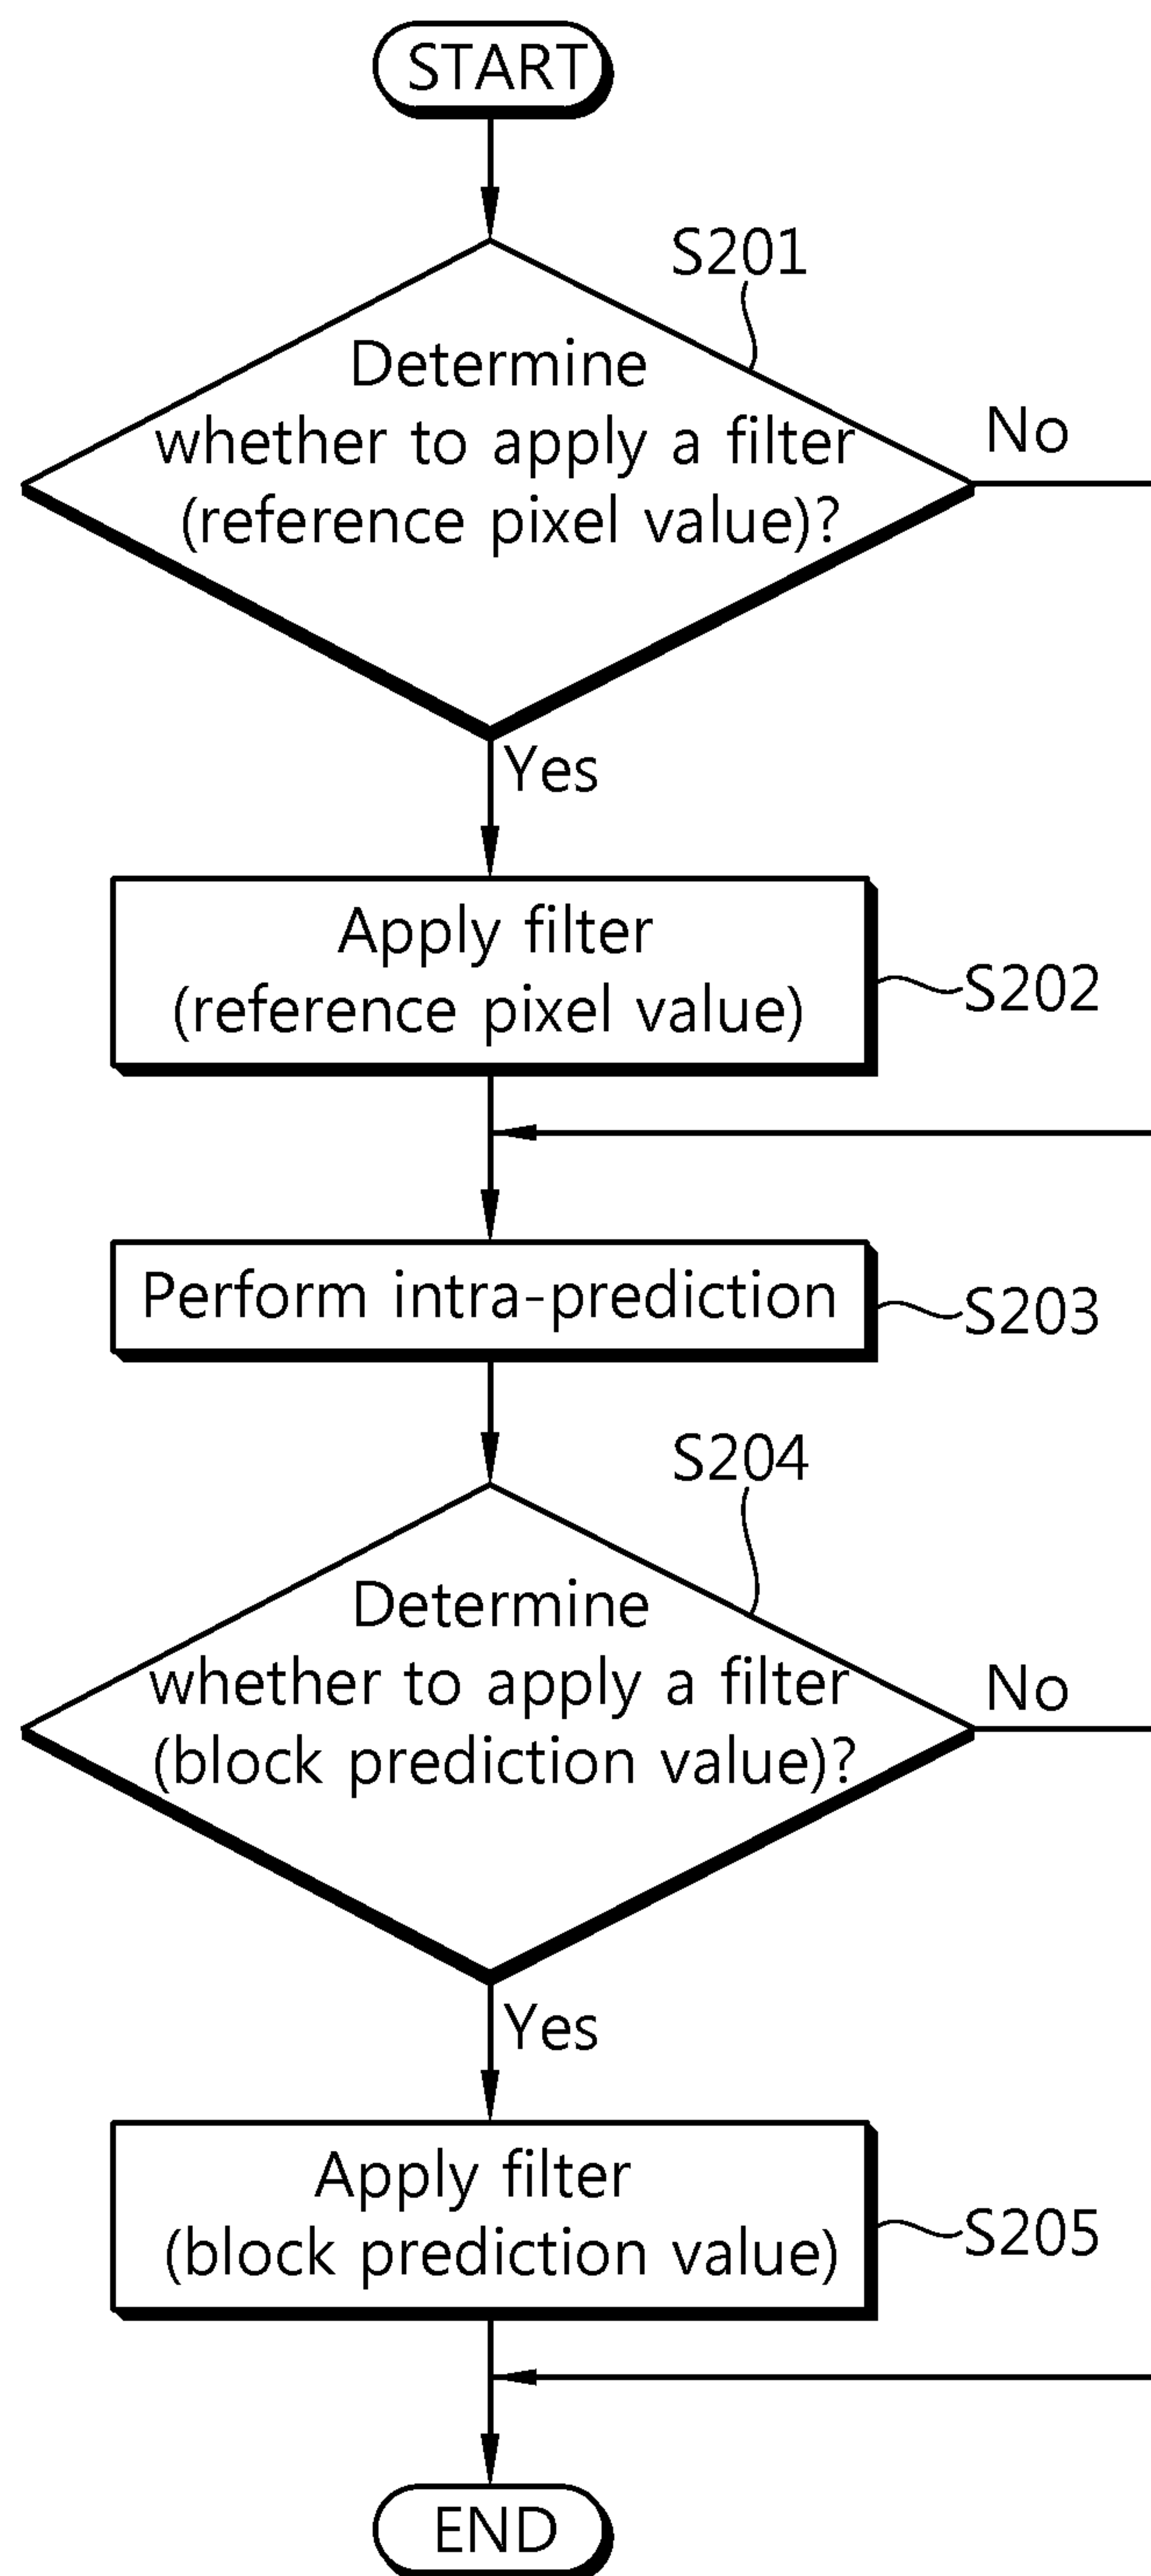 START
S201
Determine
whether to apply a filter
(reference pixel value)?
No
Yes
Apply filter
(reference pixel value)
S202
Perform intra-prediction
S203
S204
Determine
whether to apply a filter
(block prediction value)?
No
Yes
Apply filter
(block prediction value)
S205
END